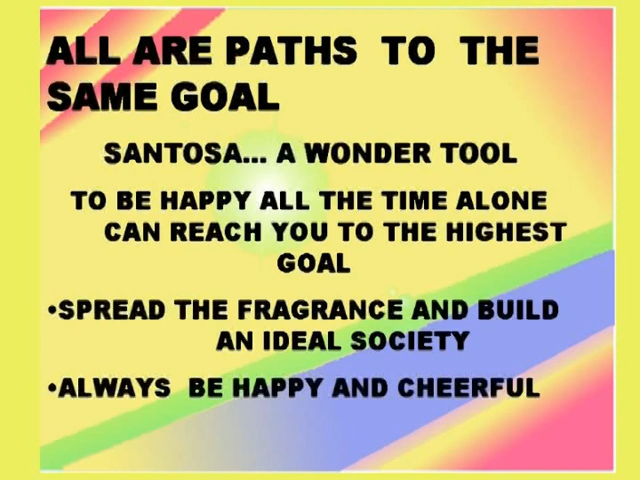 ALL ARE PATHS TO THE
SAME GOAL
SANTOSA... A WONDER TOOL
TO BE HAPPY ALL THE TIME ALONE
CAN REACH YOU TO THE HIGHEST
GOAL
•SPREAD THE FRAGRANCE AND BUILD
AN IDEAL SOCIETY
•ALWAYS BE HAPPY AND CHEERFUL